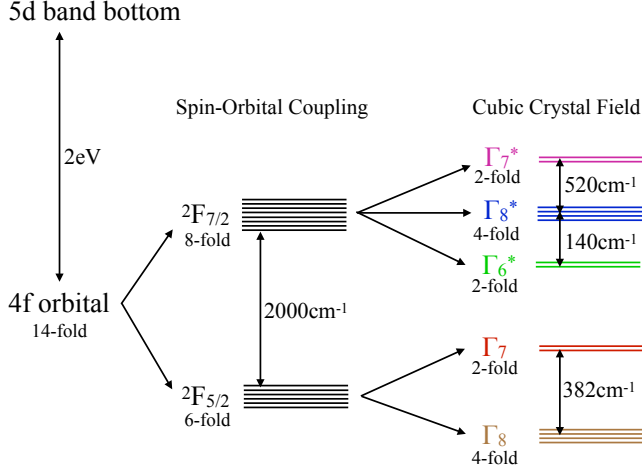 5d band bottom
Spin-Orbital Coupling
Cubic Crystal Field
2eV
Γ₇*
2-fold
520cm⁻¹
²F₇/₂
8-fold
Γ₈*
4-fold
140cm⁻¹
Γ₆*
2-fold
4f orbital
14-fold
2000cm⁻¹
Γ₇
2-fold
382cm⁻¹
²F₅/₂
6-fold
Γ₈
4-fold